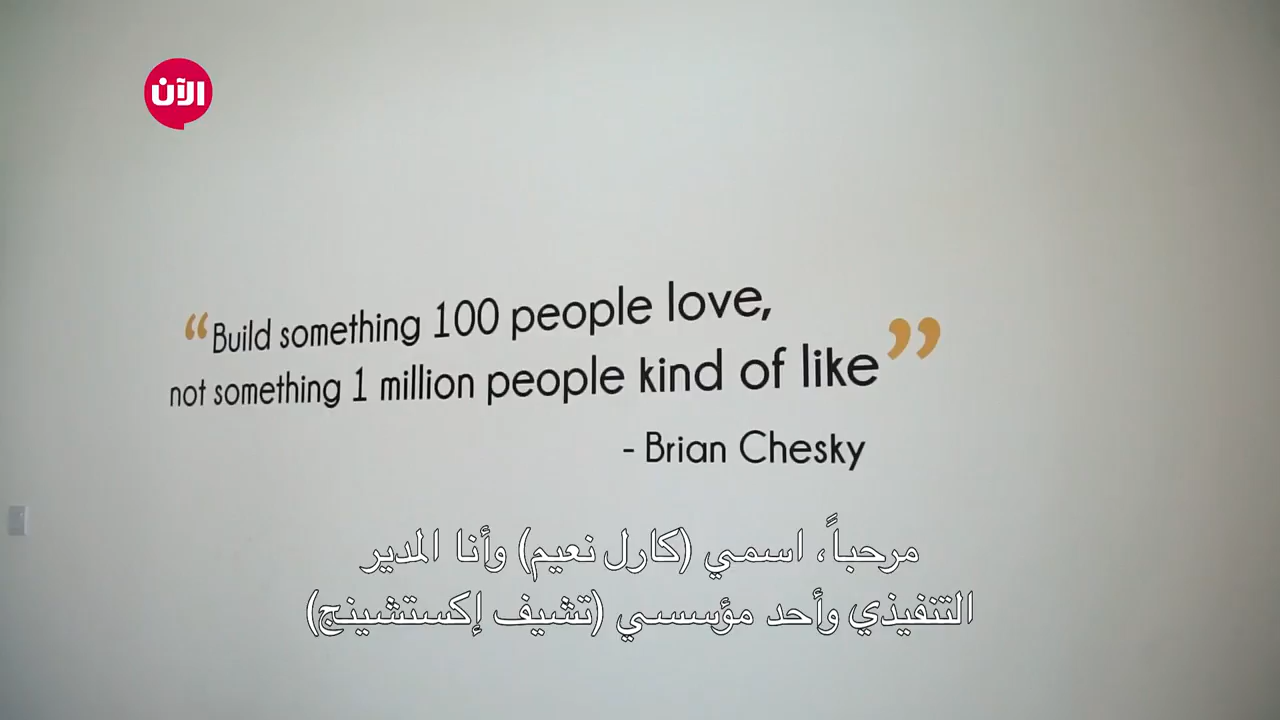 الآن
“Build something 100 people love,
not something 1 million people kind of like”
- Brian Chesky
مرحباً، اسمي (كارل نعيم) وأنا المدير
التنفيذي وأحد مؤسسي (تشيف إكستشينج)